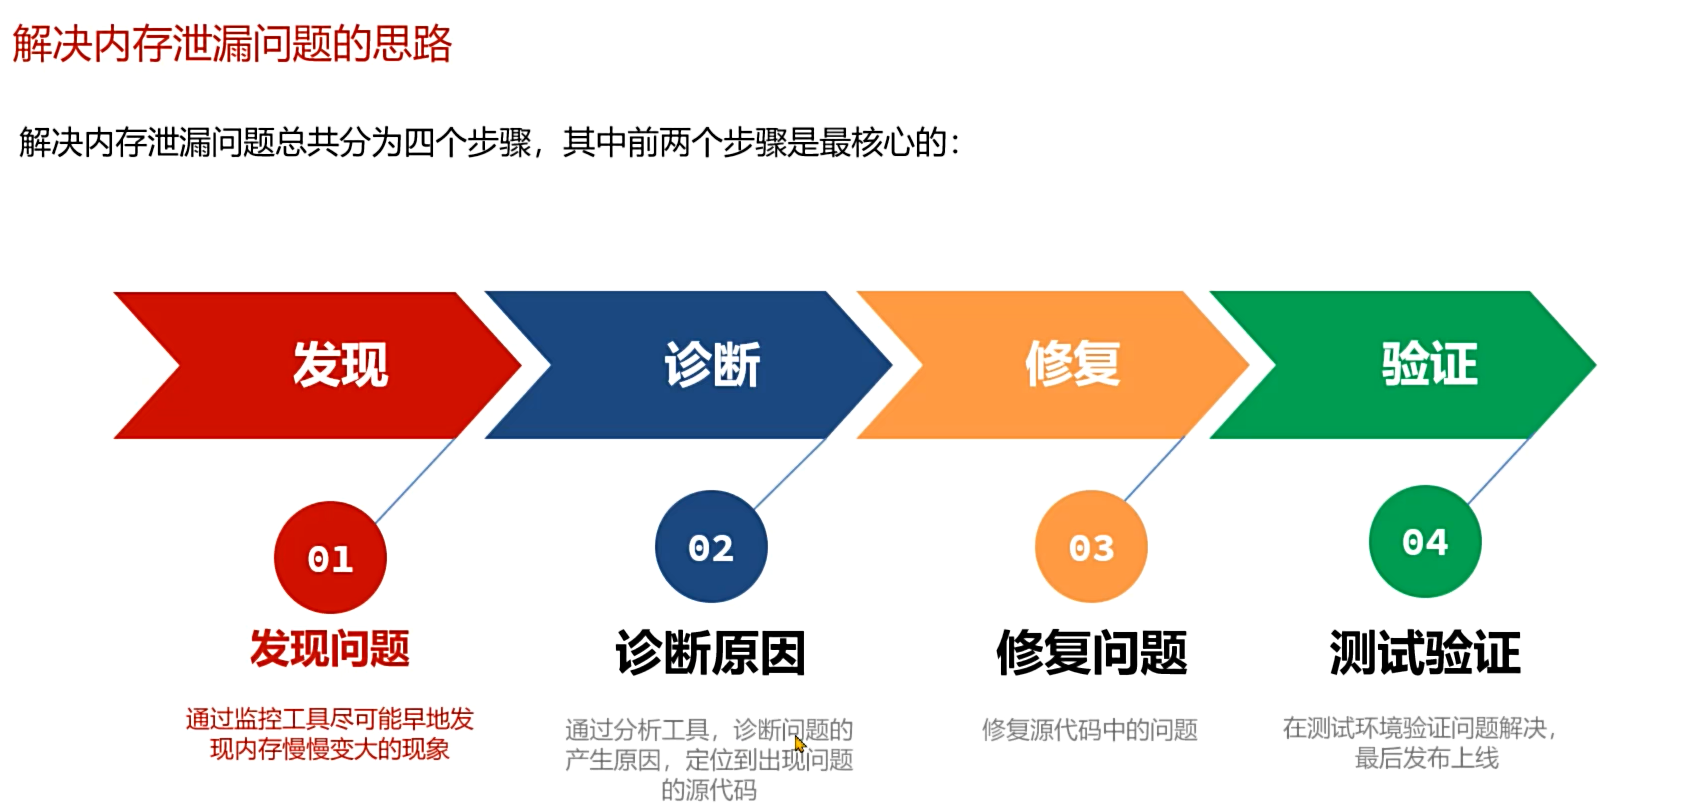 解决内存泄漏问题的思路
解决内存泄漏问题总共分为四个步骤，其中前两个步骤是最核心的：
发现
诊断
修复
验证
01
02
03
04
发现问题
通过监控工具尽可能早地发
现内存慢慢变大的现象
诊断原因
通过分析工具，诊断问题的
产生原因，定位到出现问题
的源代码
修复问题
修复源代码中的问题
测试验证
在测试环境验证问题解决，
最后发布上线